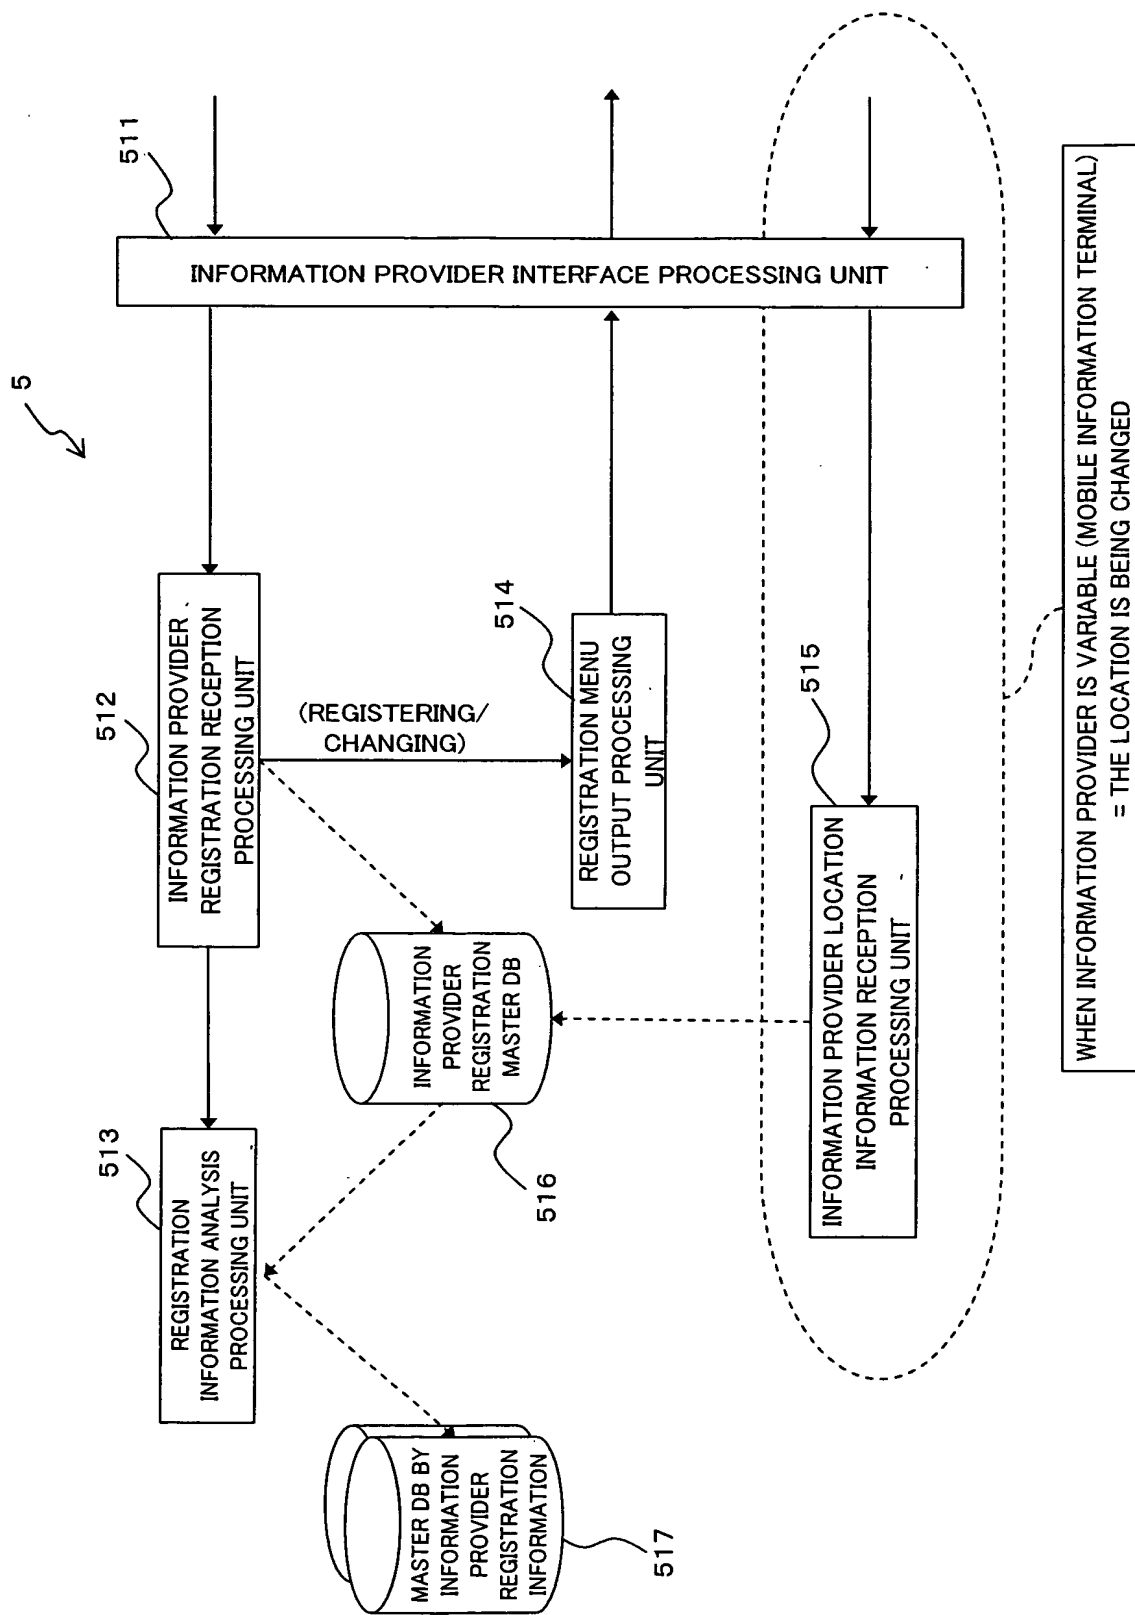 5
511
INFORMATION PROVIDER INTERFACE PROCESSING UNIT
512
INFORMATION PROVIDER
REGISTRATION RECEPTION
PROCESSING UNIT
513
REGISTRATION
INFORMATION ANALYSIS
PROCESSING UNIT
(REGISTERING/
CHANGING)
514
REGISTRATION MENU
OUTPUT PROCESSING
UNIT
INFORMATION
PROVIDER
REGISTRATION
MASTER DB
516
MASTER DB BY
INFORMATION
PROVIDER
REGISTRATION
INFORMATION
517
515
INFORMATION PROVIDER LOCATION
INFORMATION RECEPTION
PROCESSING UNIT
WHEN INFORMATION PROVIDER IS VARIABLE (MOBILE INFORMATION TERMINAL)
= THE LOCATION IS BEING CHANGED